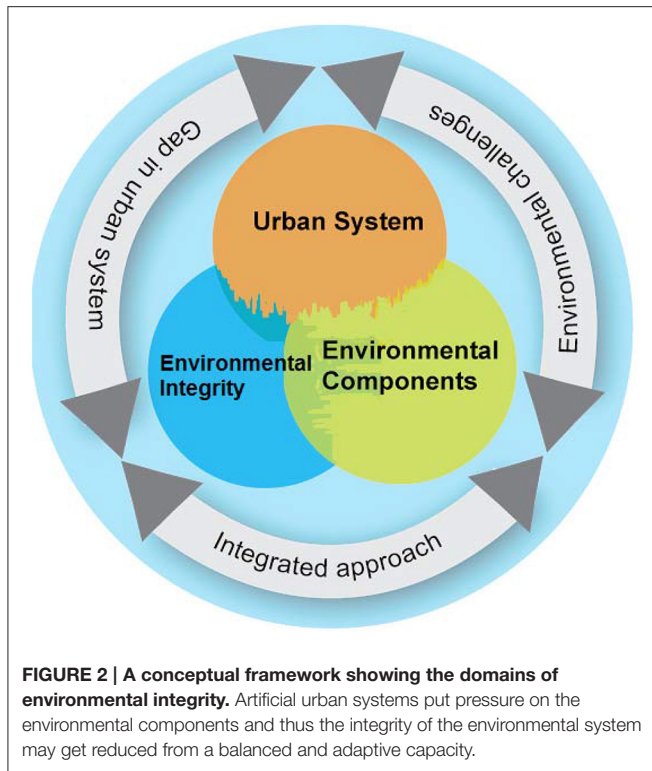 Gap in urban system
Environmental challenges
Urban System
Environmental
Integrity
Environmental
Components
Integrated approach
FIGURE 2 | A conceptual framework showing the domains of
environmental integrity. Artificial urban systems put pressure on the
environmental components and thus the integrity of the environmental system
may get reduced from a balanced and adaptive capacity.